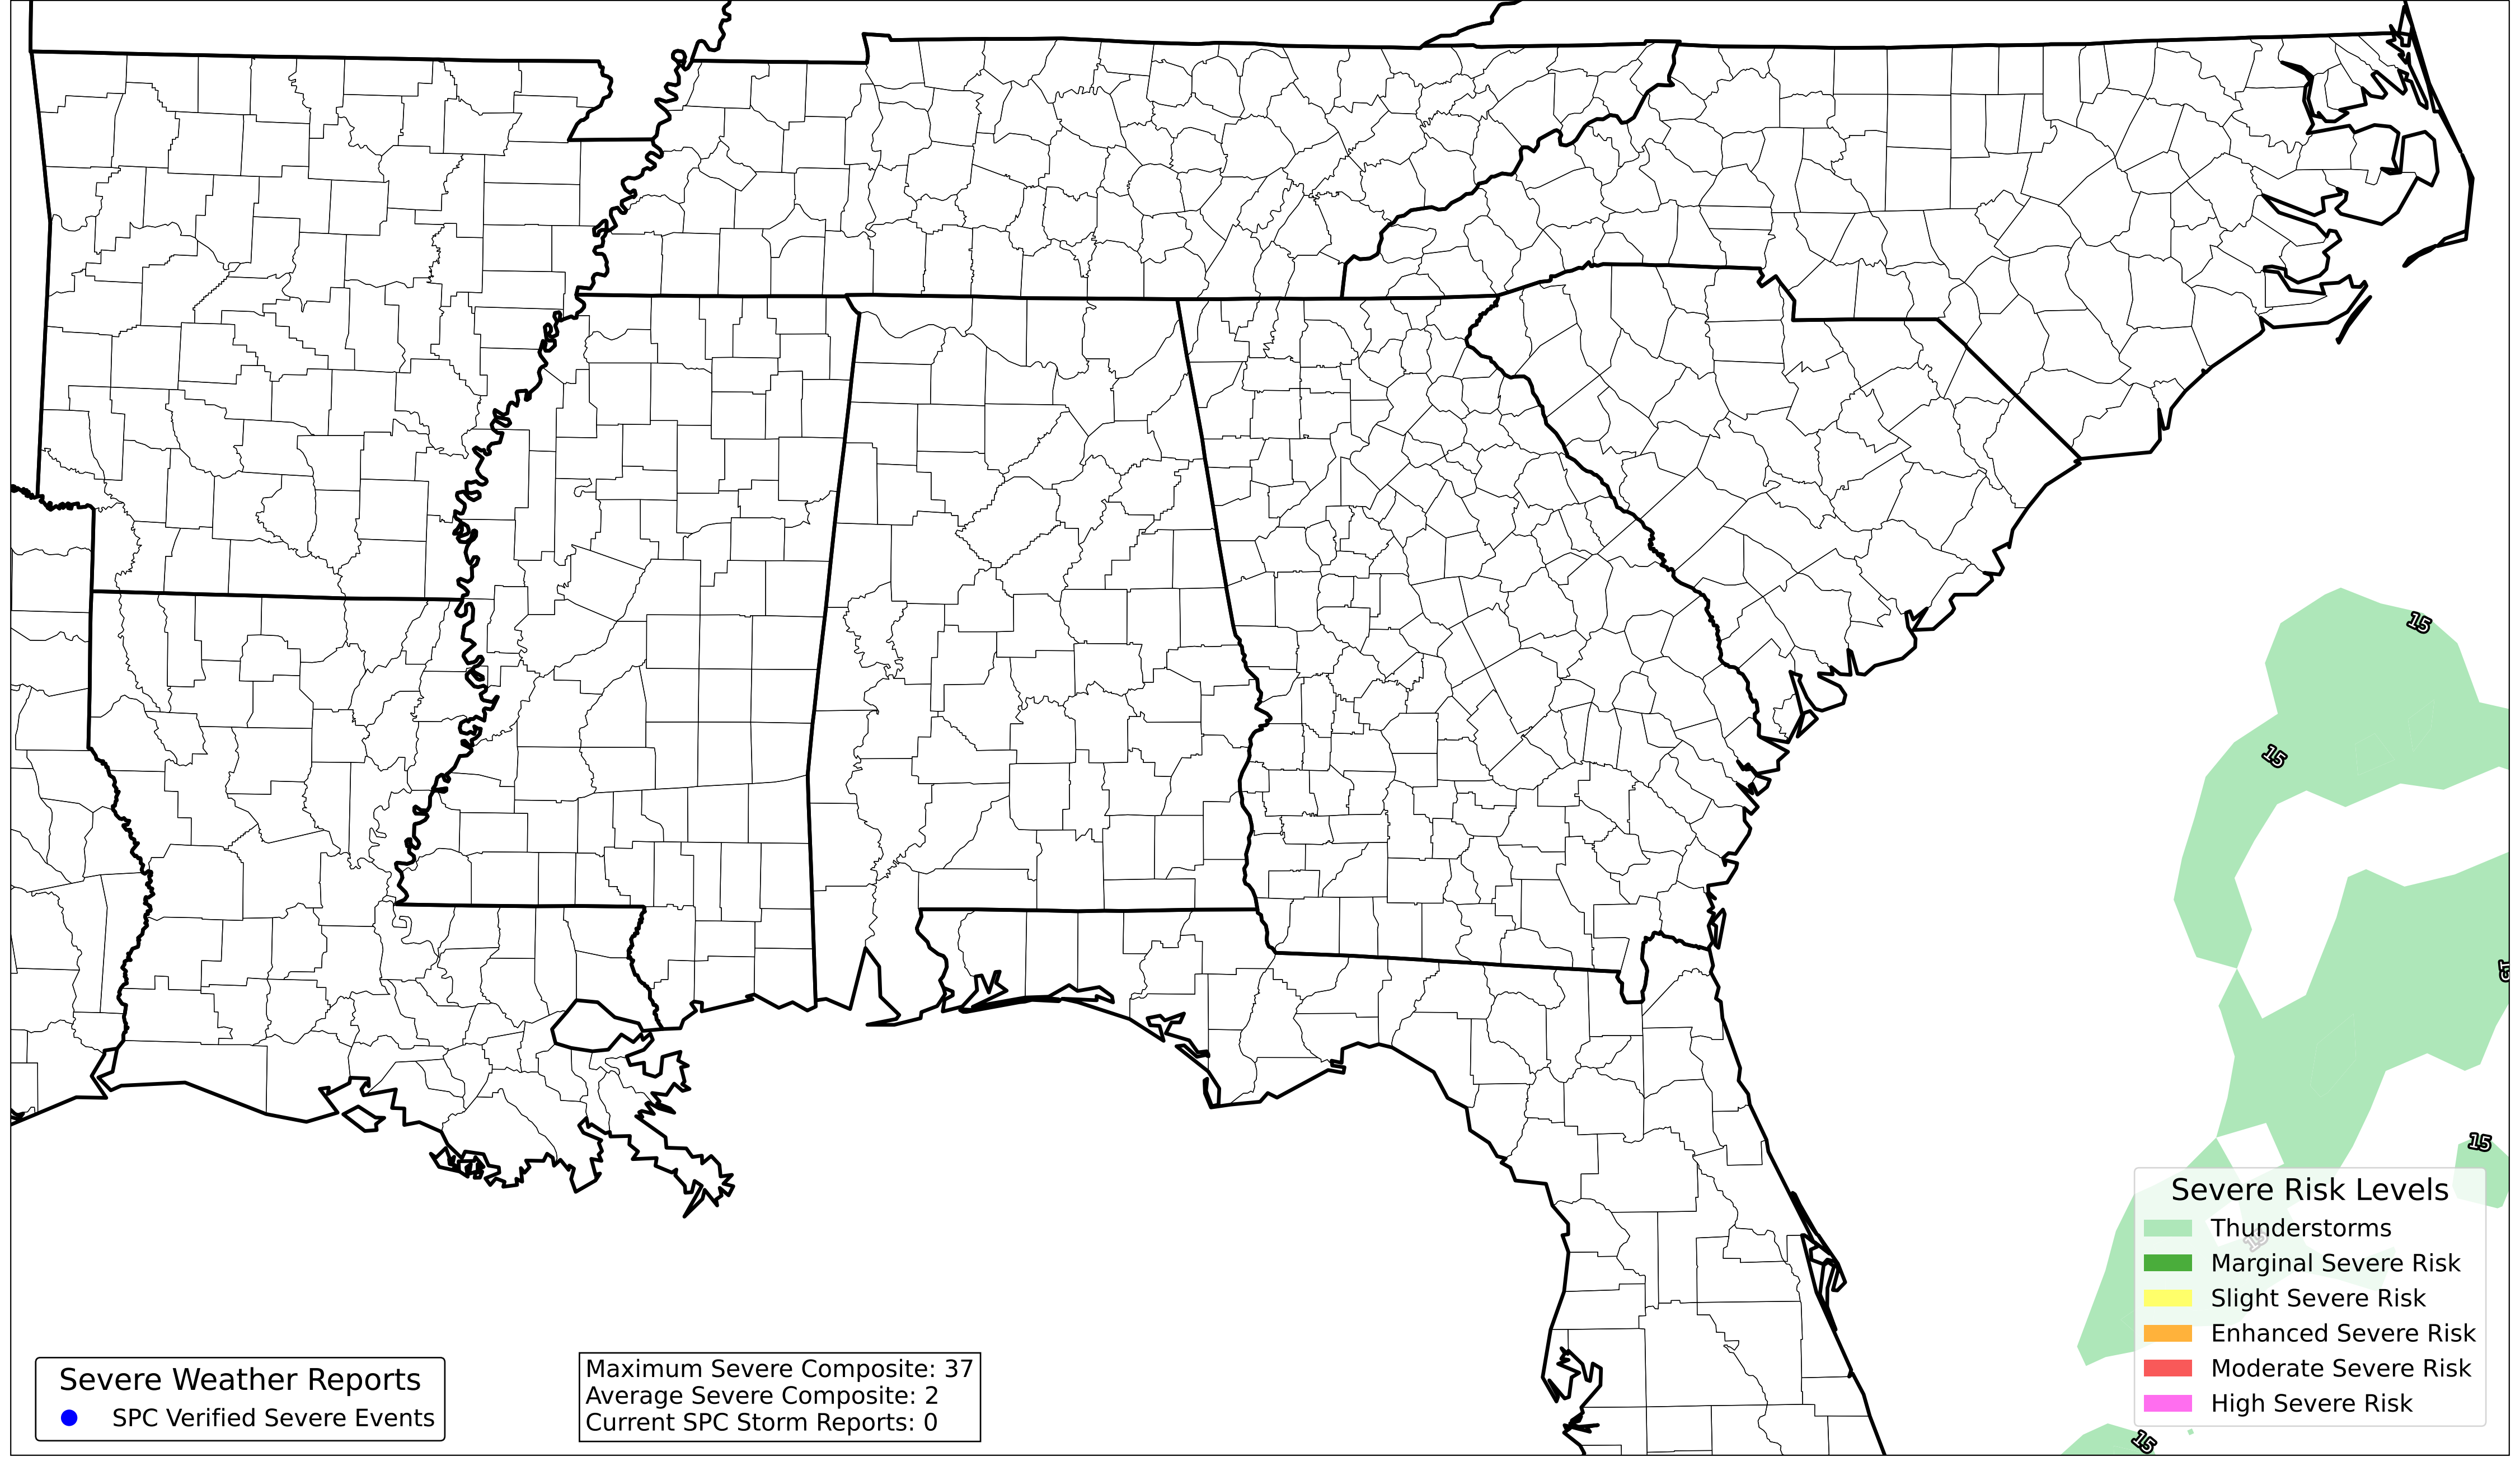 15
15
15
15
15
Severe Risk Levels
Thunderstorms
15
Marginal Severe Risk
Slight Severe Risk
Enhanced Severe Risk
Moderate Severe Risk
High Severe Risk
Severe Weather Reports
SPC Verified Severe Events
Maximum Severe Composite: 37
Average Severe Composite: 2
Current SPC Storm Reports: 0